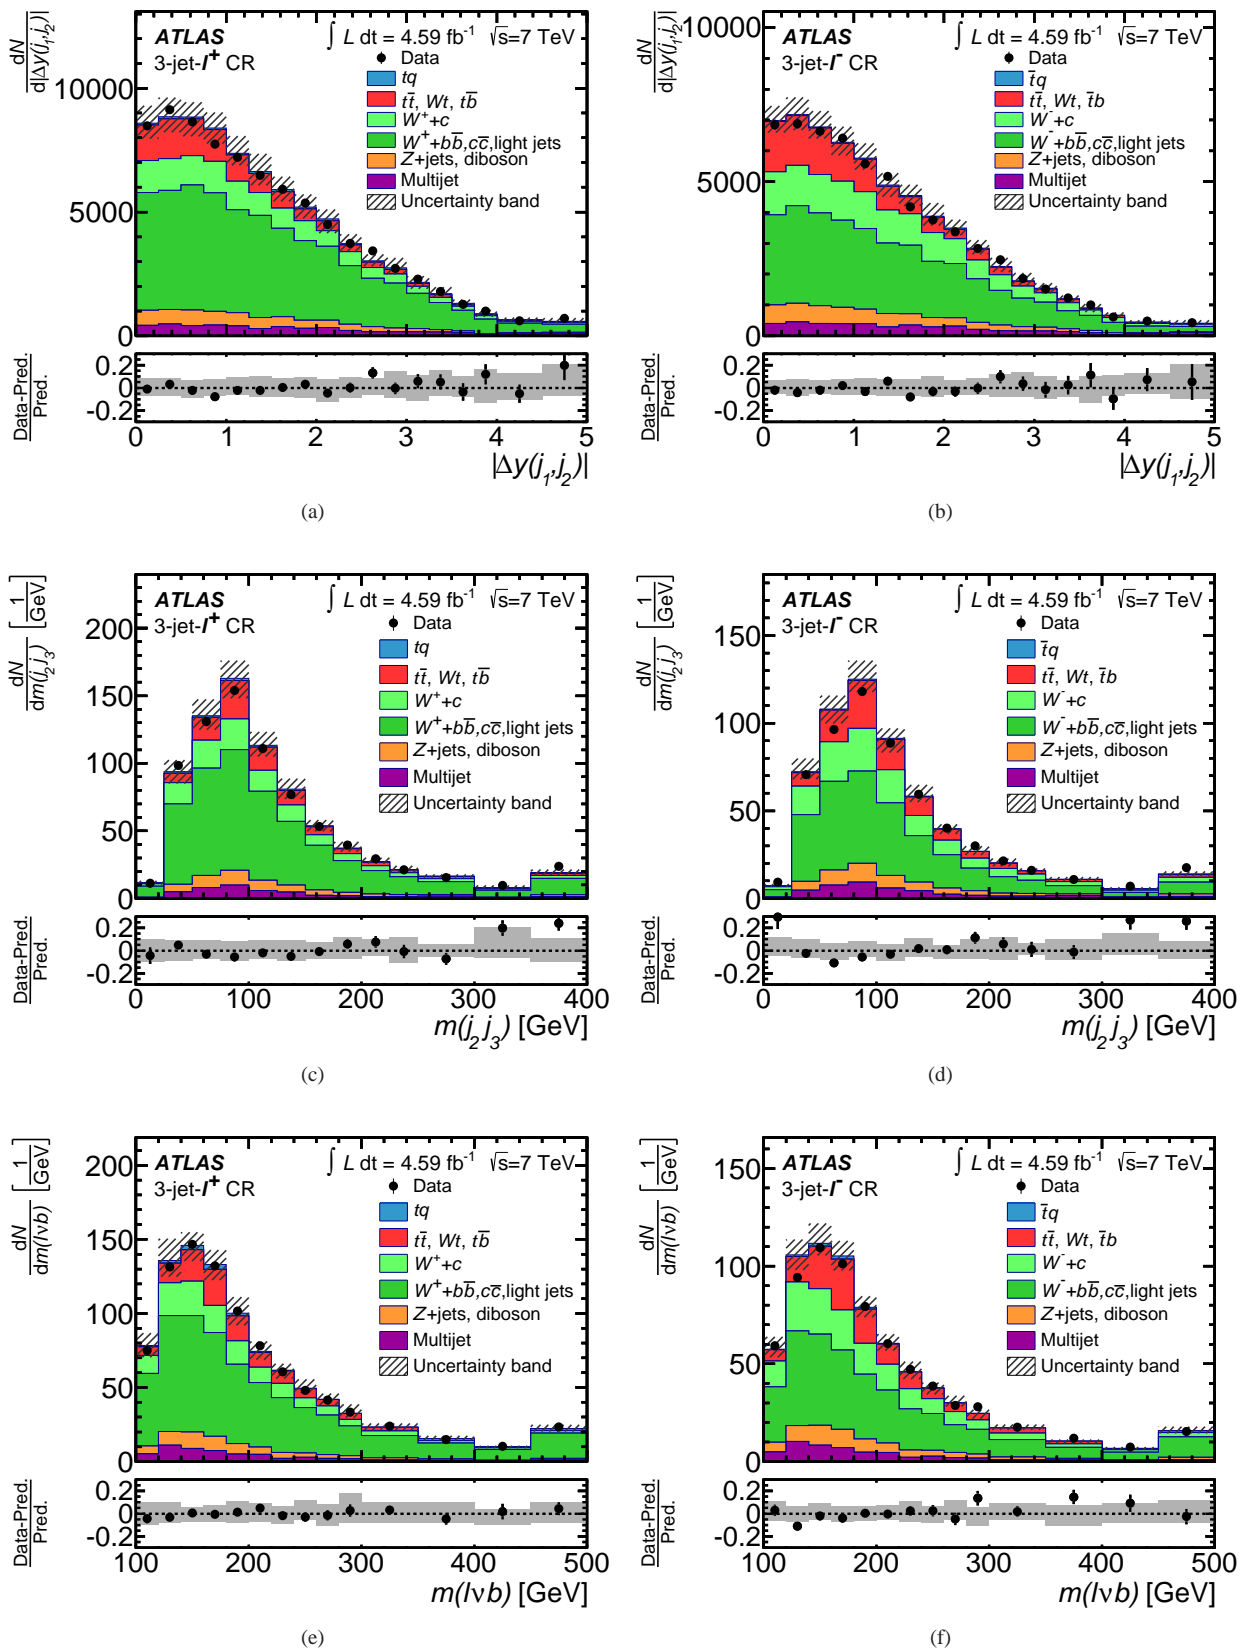 dN
d|Δy(j₁,j₂)|
ATLAS ∫ L dt = 4.59 fb⁻¹ √s=7 TeV
3-jet-l⁺ CR
Data
tq
tt̄, Wt, tb̄
W⁺+c
W⁺+bb̄,cc̄,light jets
Z+jets, diboson
Multijet
Uncertainty band
10000
5000
0
Data-Pred.
Pred.
0.2
0
-0.2
0 1 2 3 4 5
|Δy(j₁,j₂)|
(a)
dN
d|Δy(j₁,j₂)|
ATLAS ∫ L dt = 4.59 fb⁻¹ √s=7 TeV
3-jet-l⁻ CR
Data
t̄q
tt̄, Wt, t̄b
W⁻+c
W⁻+bb̄,cc̄,light jets
Z+jets, diboson
Multijet
Uncertainty band
10000
5000
0
Data-Pred.
Pred.
0.2
0
-0.2
0 1 2 3 4 5
|Δy(j₁,j₂)|
(b)
dN
dm(j₂j₃)
[1/GeV]
ATLAS ∫ L dt = 4.59 fb⁻¹ √s=7 TeV
3-jet-l⁺ CR
Data
tq
tt̄, Wt, tb̄
W⁺+c
W⁺+bb̄,cc̄,light jets
Z+jets, diboson
Multijet
Uncertainty band
200
150
100
50
0
Data-Pred.
Pred.
0.2
0
-0.2
0 100 200 300 400
m(j₂j₃) [GeV]
(c)
dN
dm(j₂j₃)
[1/GeV]
ATLAS ∫ L dt = 4.59 fb⁻¹ √s=7 TeV
3-jet-l⁻ CR
Data
t̄q
tt̄, Wt, t̄b
W⁻+c
W⁻+bb̄,cc̄,light jets
Z+jets, diboson
Multijet
Uncertainty band
150
100
50
0
Data-Pred.
Pred.
0.2
0
-0.2
0 100 200 300 400
m(j₂j₃) [GeV]
(d)
dN
dm(lνb)
[1/GeV]
ATLAS ∫ L dt = 4.59 fb⁻¹ √s=7 TeV
3-jet-l⁺ CR
Data
tq
tt̄, Wt, tb̄
W⁺+c
W⁺+bb̄,cc̄,light jets
Z+jets, diboson
Multijet
Uncertainty band
200
150
100
50
0
Data-Pred.
Pred.
0.2
0
-0.2
100 200 300 400 500
m(lνb) [GeV]
(e)
dN
dm(lνb)
[1/GeV]
ATLAS ∫ L dt = 4.59 fb⁻¹ √s=7 TeV
3-jet-l⁻ CR
Data
t̄q
tt̄, Wt, t̄b
W⁻+c
W⁻+bb̄,cc̄,light jets
Z+jets, diboson
Multijet
Uncertainty band
150
100
50
0
Data-Pred.
Pred.
0.2
0
-0.2
100 200 300 400 500
m(lνb) [GeV]
(f)